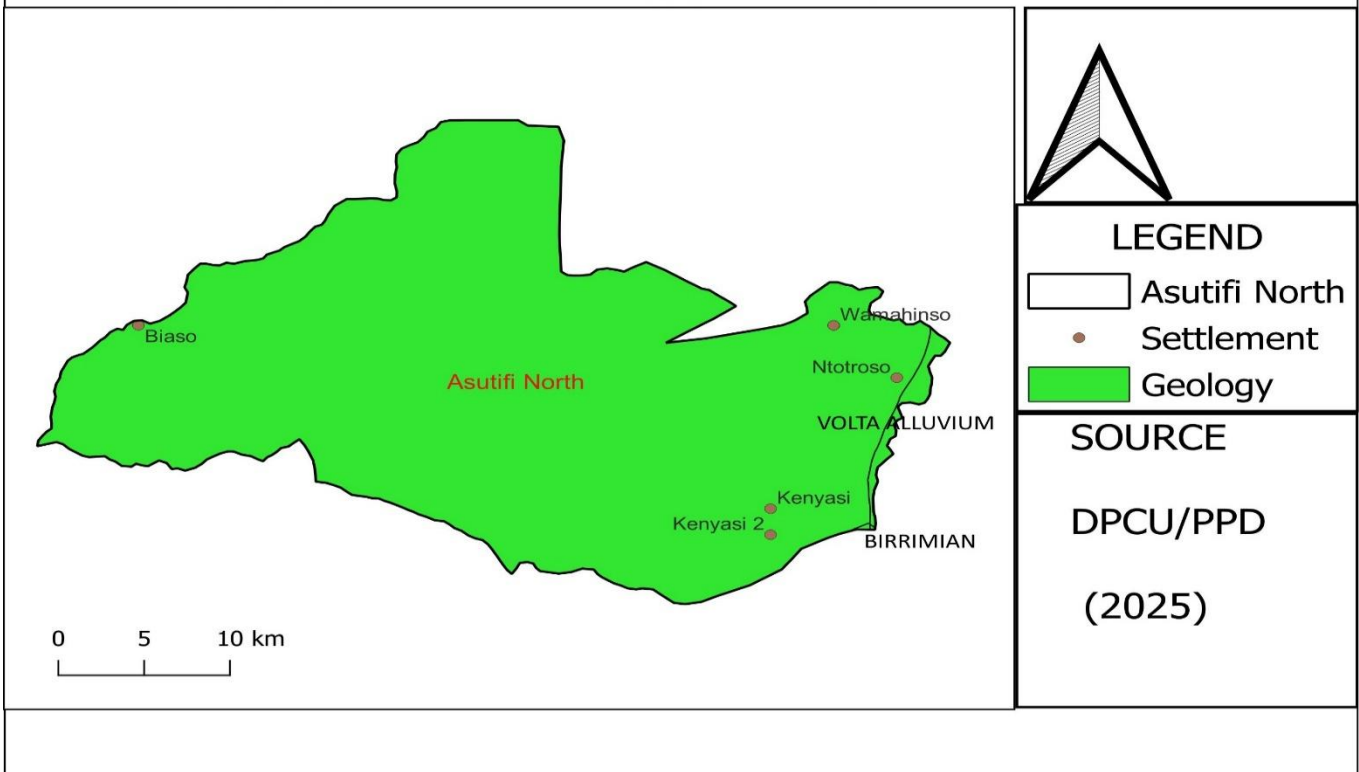 Wamahinso
Biaso
Ntotroso
Asutifi North
VOLTA ALLUVIUM
Kenyasi
Kenyasi 2
BIRRIMIAN
0 5 10 km
LEGEND
Asutifi North
Settlement
Geology
SOURCE
DPCU/PPD
(2025)